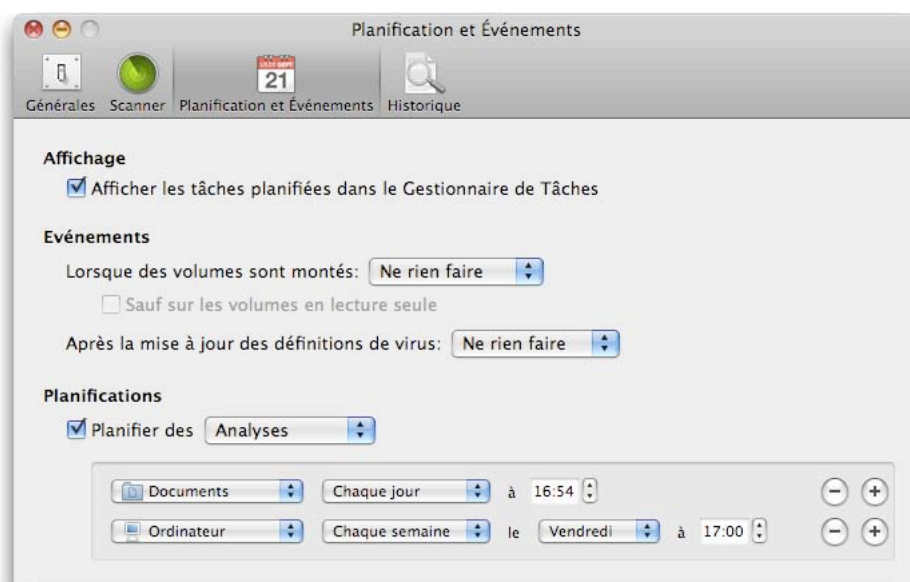 Planification et Événements
21
Générales Scanner Planification et Événements Historique
Affichage
Afficher les tâches planifiées dans le Gestionnaire de Tâches
Evénements
Lorsque des volumes sont montés: Ne rien faire
Sauf sur les volumes en lecture seule
Après la mise à jour des définitions de virus: Ne rien faire
Planifications
Planifier des Analyses
Documents Chaque jour à 16:54
Ordinateur Chaque semaine le Vendredi à 17:00